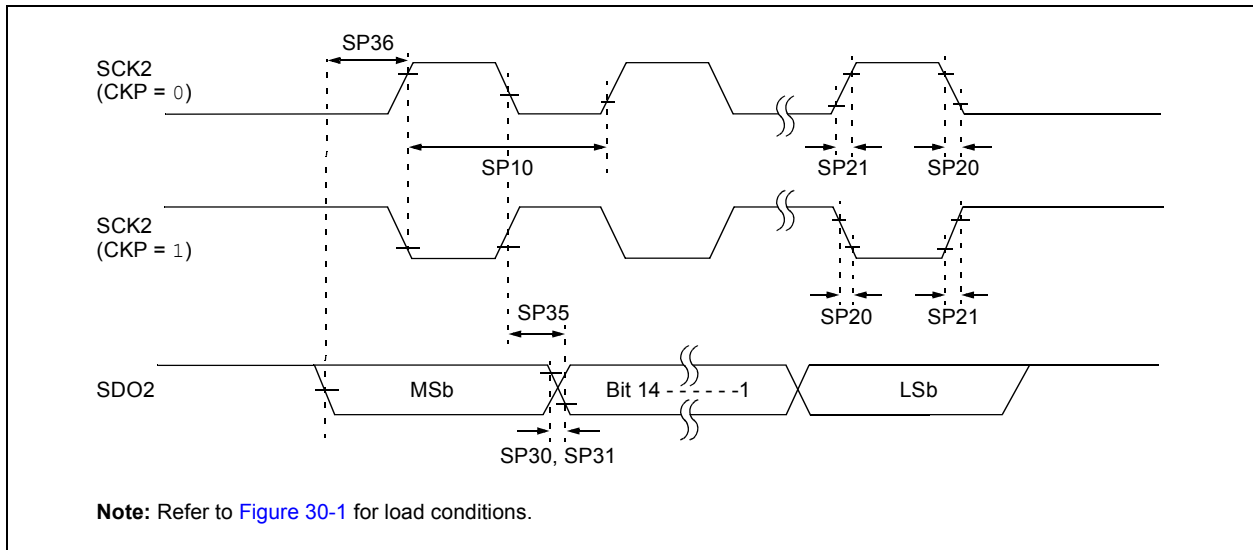 SP36
SCK2
(CKP = 0)
SP10
SP21
SP20
SCK2
(CKP = 1)
SP35
SP20
SP21
SDO2
MSb
Bit 14 - - - - - -1
LSb
SP30, SP31
Note: Refer to Figure 30-1 for load conditions.